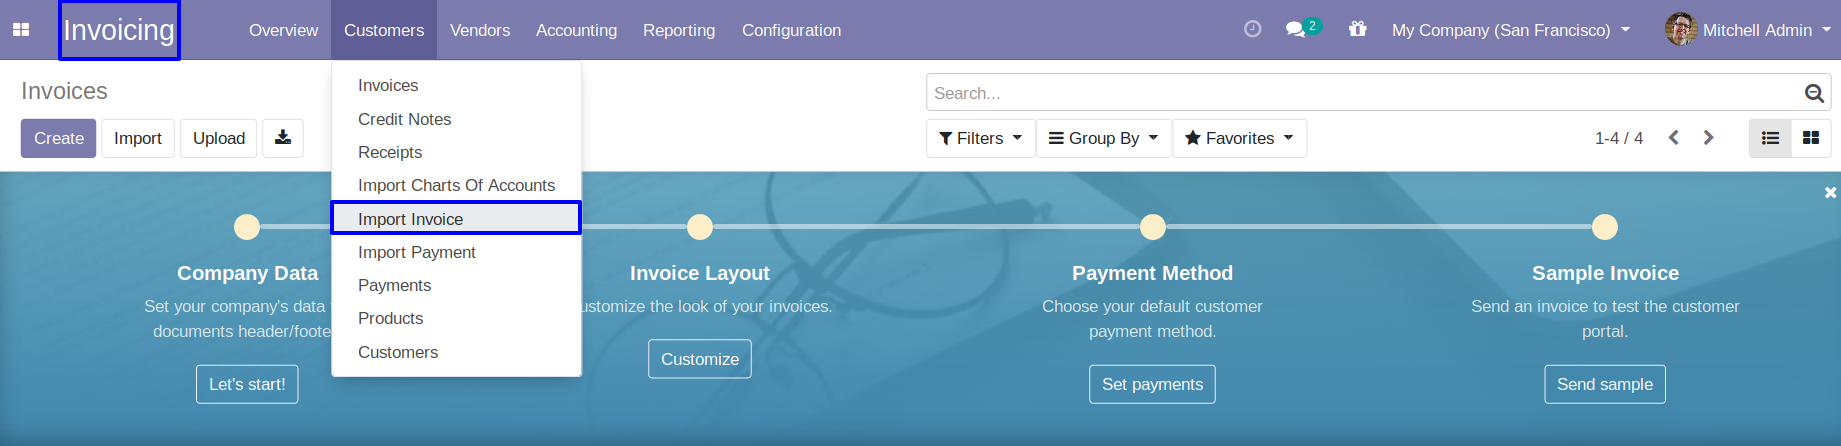 Invoicing Overview Customers Vendors Accounting Reporting Configuration 2 My Company (San Francisco) Mitchell Admin
Invoices
Search...
Create Import Upload
Filters Group By Favorites 1-4 / 4
Invoices
Credit Notes
Receipts
Import Charts Of Accounts
Import Invoice
Import Payment
Payments
Products
Customers
Company Data
Set your company's data
documents header/foote
Let's start!
Invoice Layout
ustomize the look of your invoices.
Customize
Payment Method
Choose your default customer
payment method.
Set payments
Sample Invoice
Send an invoice to test the customer
portal.
Send sample